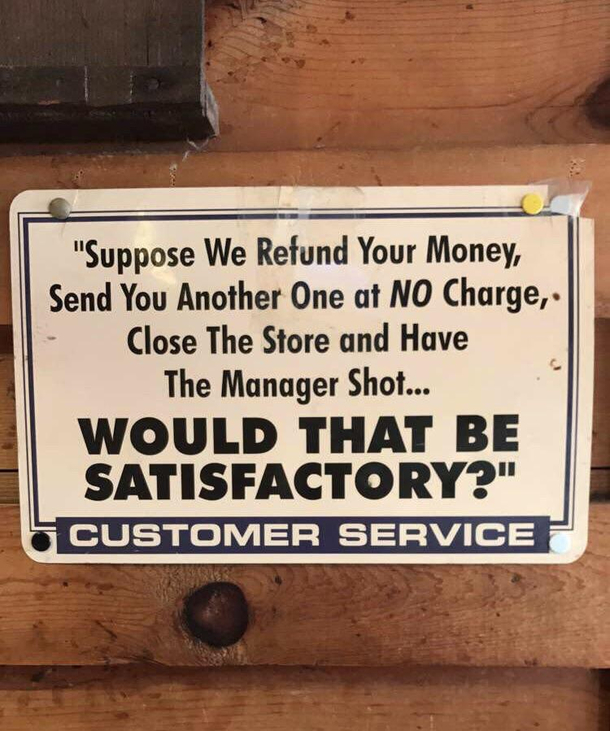 "Suppose We Refund Your Money,
Send You Another One at NO Charge,
Close The Store and Have
The Manager Shot...
WOULD THAT BE
SATISFACTORY?"
CUSTOMER SERVICE